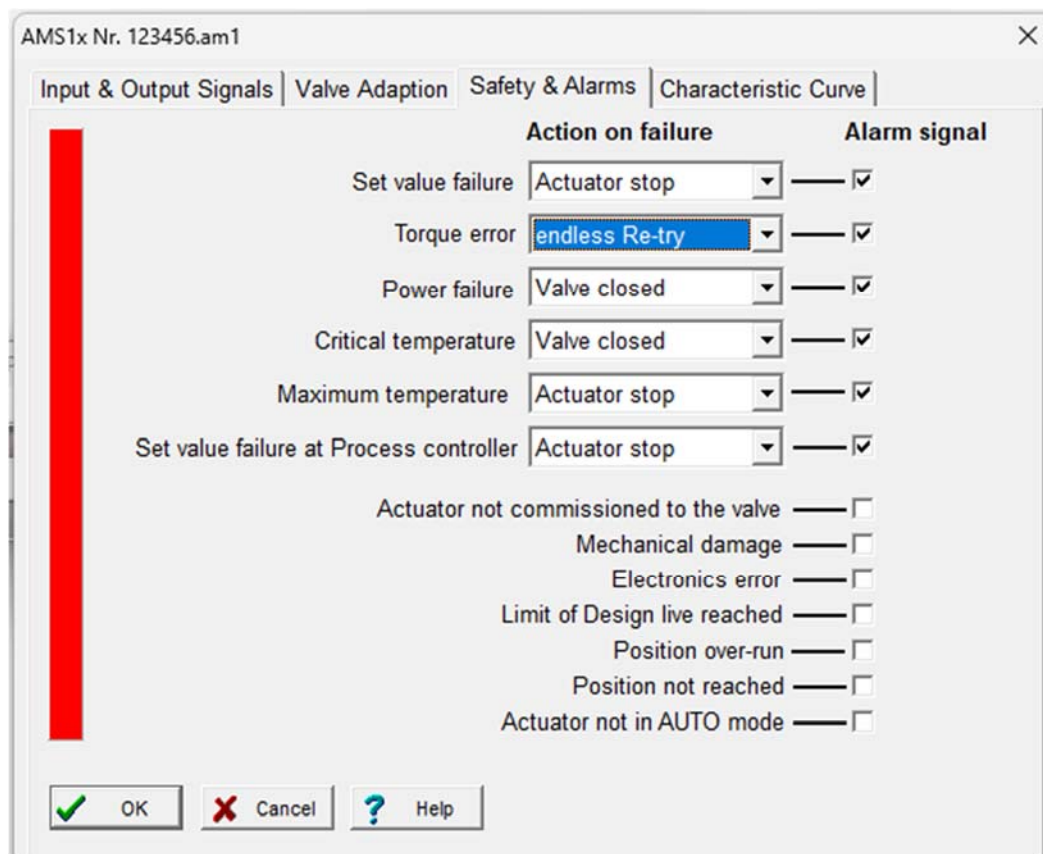 AMS1x Nr. 123456.am1
Input & Output Signals Valve Adaption Safety & Alarms Characteristic Curve
Action on failure Alarm signal
Set value failure Actuator stop
Torque error endless Re-try
Power failure Valve closed
Critical temperature Valve closed
Maximum temperature Actuator stop
Set value failure at Process controller Actuator stop
Actuator not commissioned to the valve
Mechanical damage
Electronics error
Limit of Design live reached
Position over-run
Position not reached
Actuator not in AUTO mode
OK Cancel ? Help